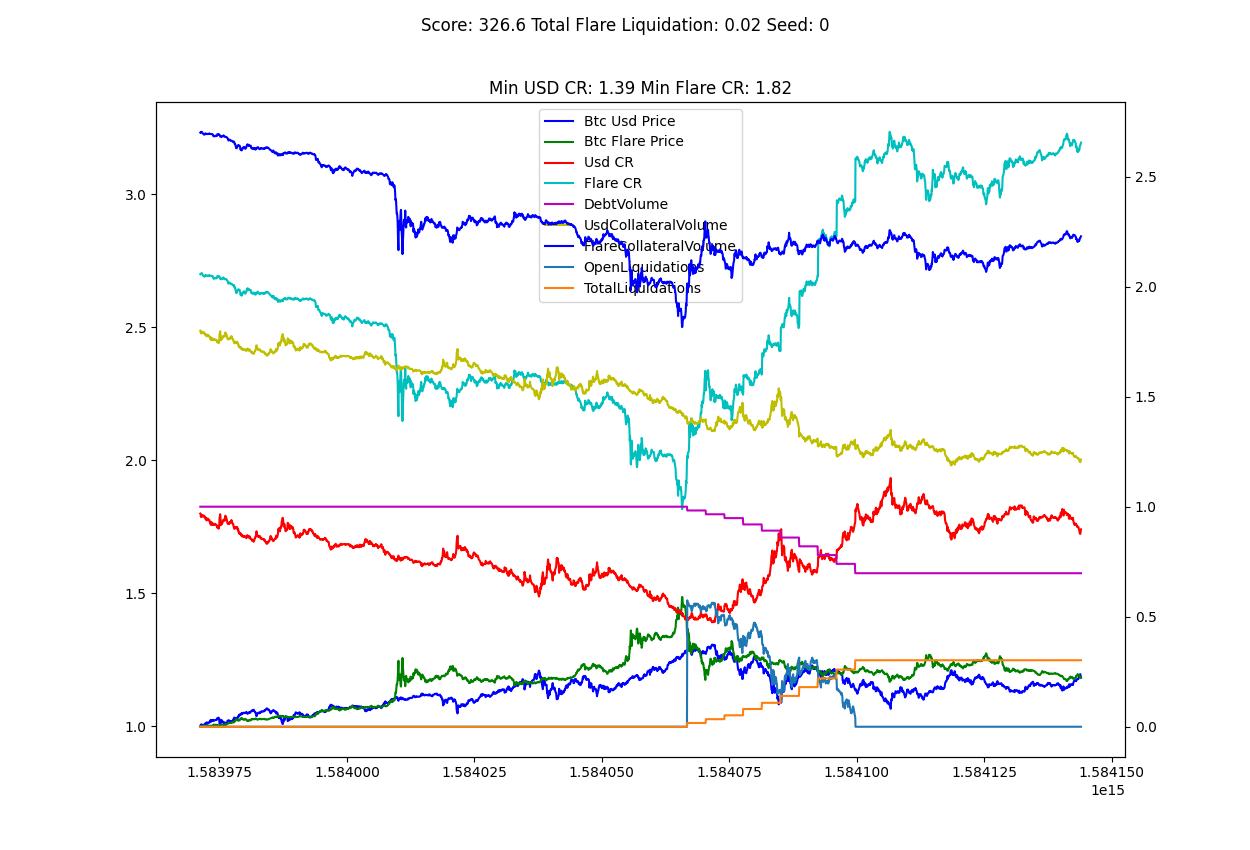 Score: 326.6 Total Flare Liquidation: 0.02 Seed: 0
Min USD CR: 1.39 Min Flare CR: 1.82
Btc Usd Price
Btc Flare Price
Usd CR
Flare CR
DebtVolume
UsdCollateralVolume
FlareCollateralVolume
OpenLiquidations
TotalLiquidations
3.0
2.5
2.0
1.5
1.0
2.5
2.0
1.5
1.0
0.5
0.0
1.583975 1.584000 1.584025 1.584050 1.584075 1.584100 1.584125 1.584150
1e15